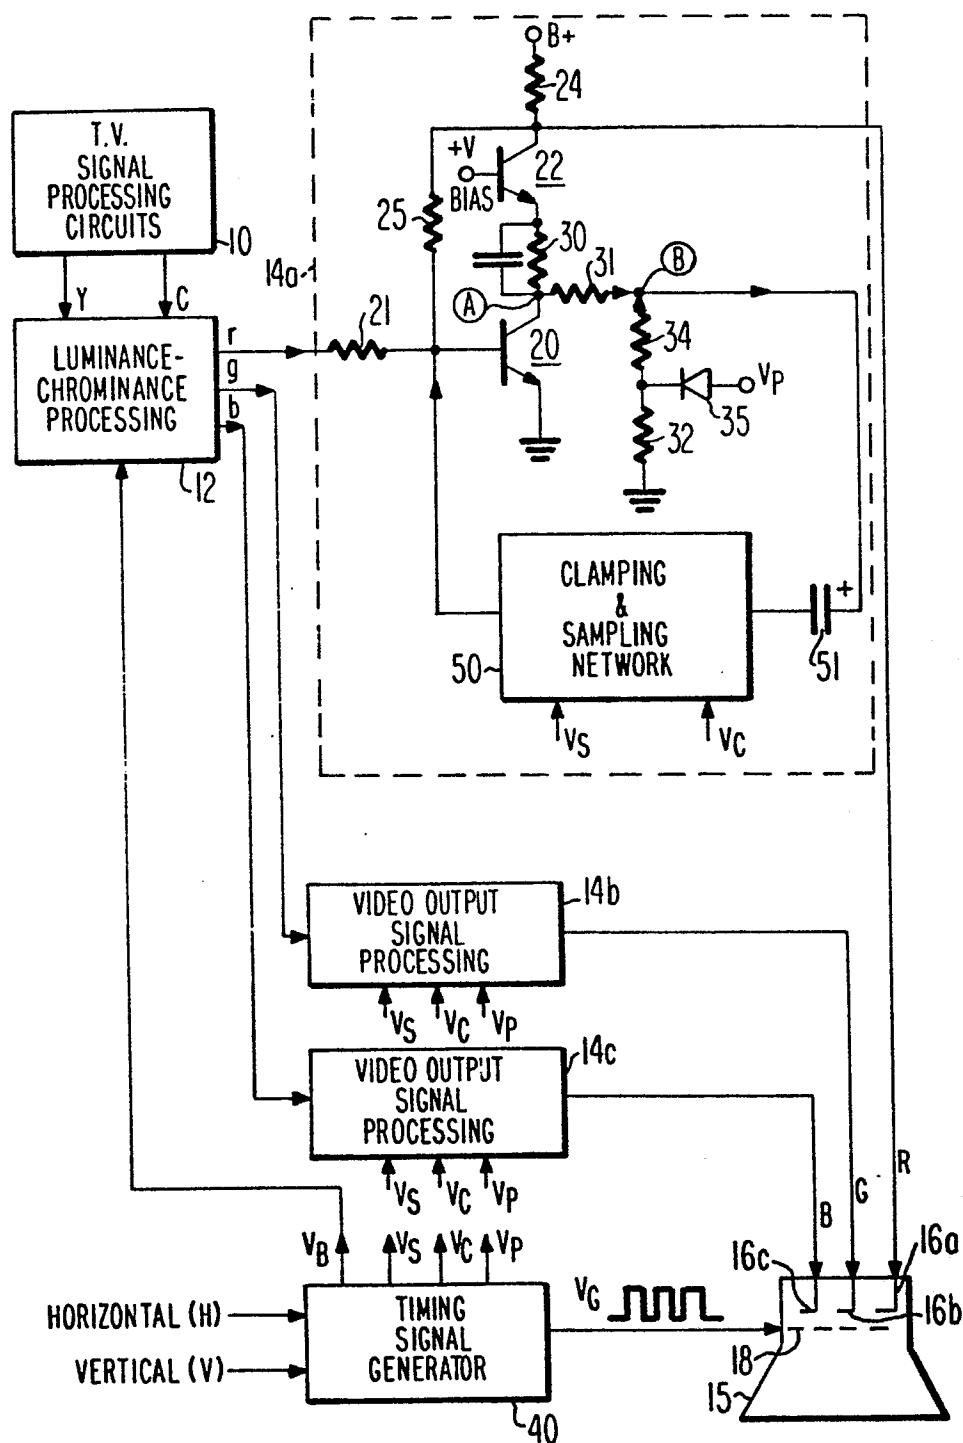 B+
24
T.V.
SIGNAL
PROCESSING
CIRCUITS
10
+V
BIAS
22
25
14a
30
31
B
A
Y
C
21
20
34
VP
35
32
LUMINANCE-
CHROMINANCE
PROCESSING
r
g
b
12
CLAMPING
&
SAMPLING
NETWORK
50
+
51
VS
VC
VIDEO OUTPUT
SIGNAL
PROCESSING
14b
VS
VC
VP
VIDEO OUTPUT
SIGNAL
PROCESSING
14c
VS
VC
VP
B
G
R
VB
VS
VC
VP
HORIZONTAL (H)
VERTICAL (V)
TIMING
SIGNAL
GENERATOR
40
VG
16c
16a
16b
18
15